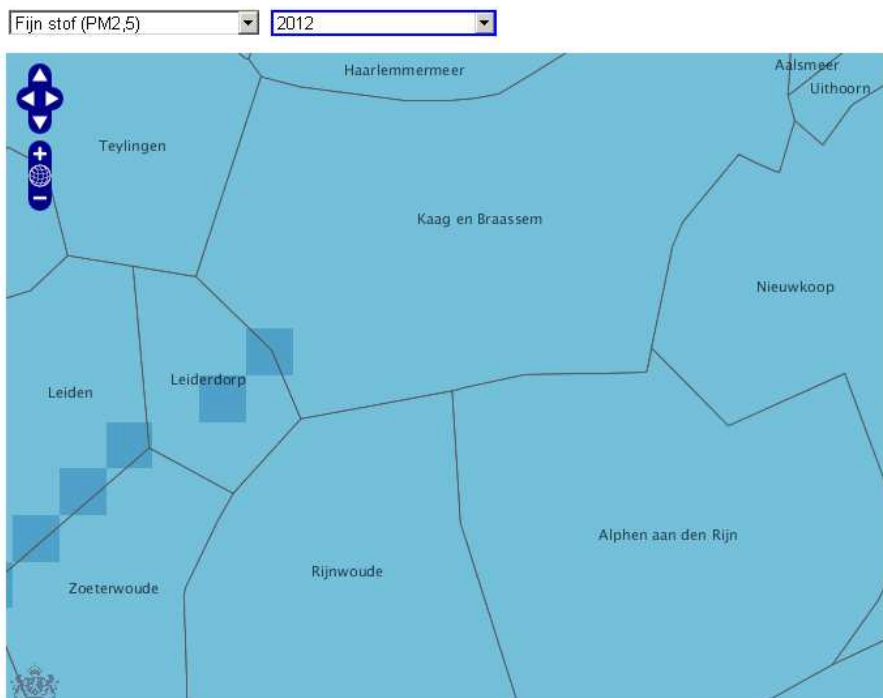 Fijn stof (PM2,5) 2012
Haarlemmermeer
Aalsmeer
Uithoorn
Teylingen
Kaag en Braassem
Nieuwkoop
Leiderdorp
Leiden
Alphen aan den Rijn
Rijnwoude
Zoeterwoude